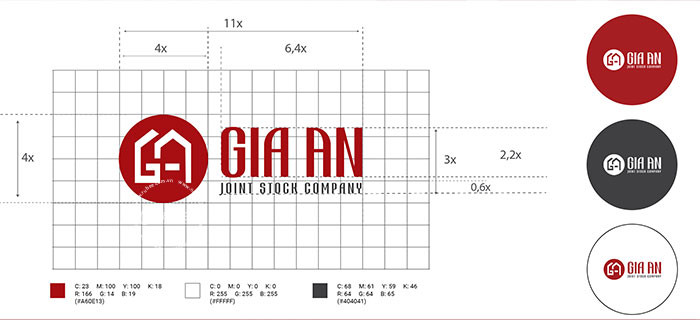 11x
4x
6,4x
4x
GIA AN
JOINT STOCK COMPANY
3x
2,2x
0,6x
GIA AN
JOINT STOCK COMPANY
GIA AN
JOINT STOCK COMPANY
GIA AN
JOINT STOCK COMPANY
C: 23 M: 100 Y: 100 K: 18
R: 166 G: 14 B: 19
(#A60E13)
C: 0 M: 0 Y: 0 K: 0
R: 255 G: 255 B: 255
(#FFFFFF)
C: 68 M: 61 Y: 59 K: 46
R: 64 G: 64 B: 65
(#404041)